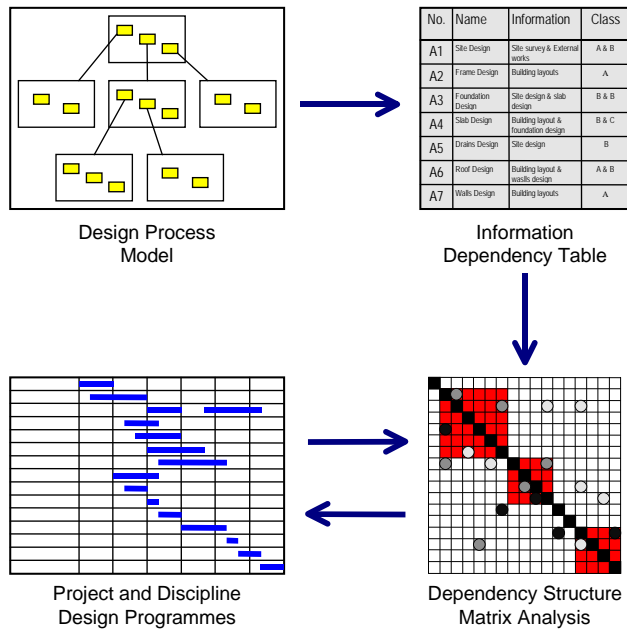 No. Name Information Class
A1 Site Design Site survey & External works A & B
A2 Frame Design Building layouts A
A3 Foundation Design Site design & slab design B & B
A4 Slab Design Building layout & foundation design B & C
A5 Drains Design Site design B
A6 Roof Design Building layout & waslls design A & B
A7 Walls Design Building layouts A
Design Process
Model
Information
Dependency Table
Project and Discipline
Design Programmes
Dependency Structure
Matrix Analysis